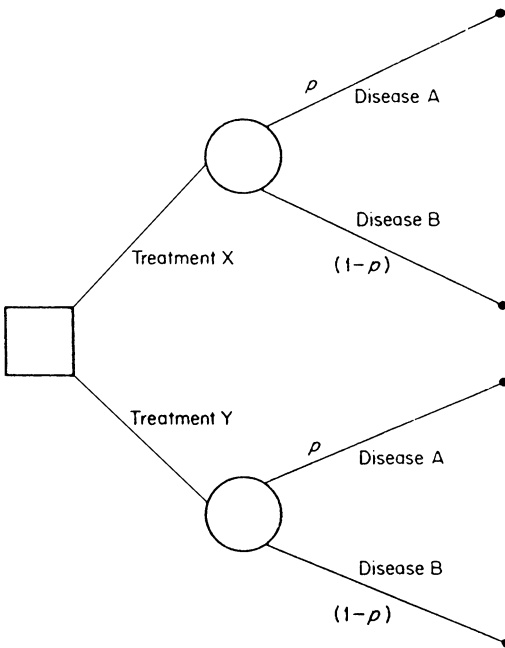 p
Disease A
Disease B
(1-p)
Treatment X
Treatment Y
p
Disease A
Disease B
(1-p)